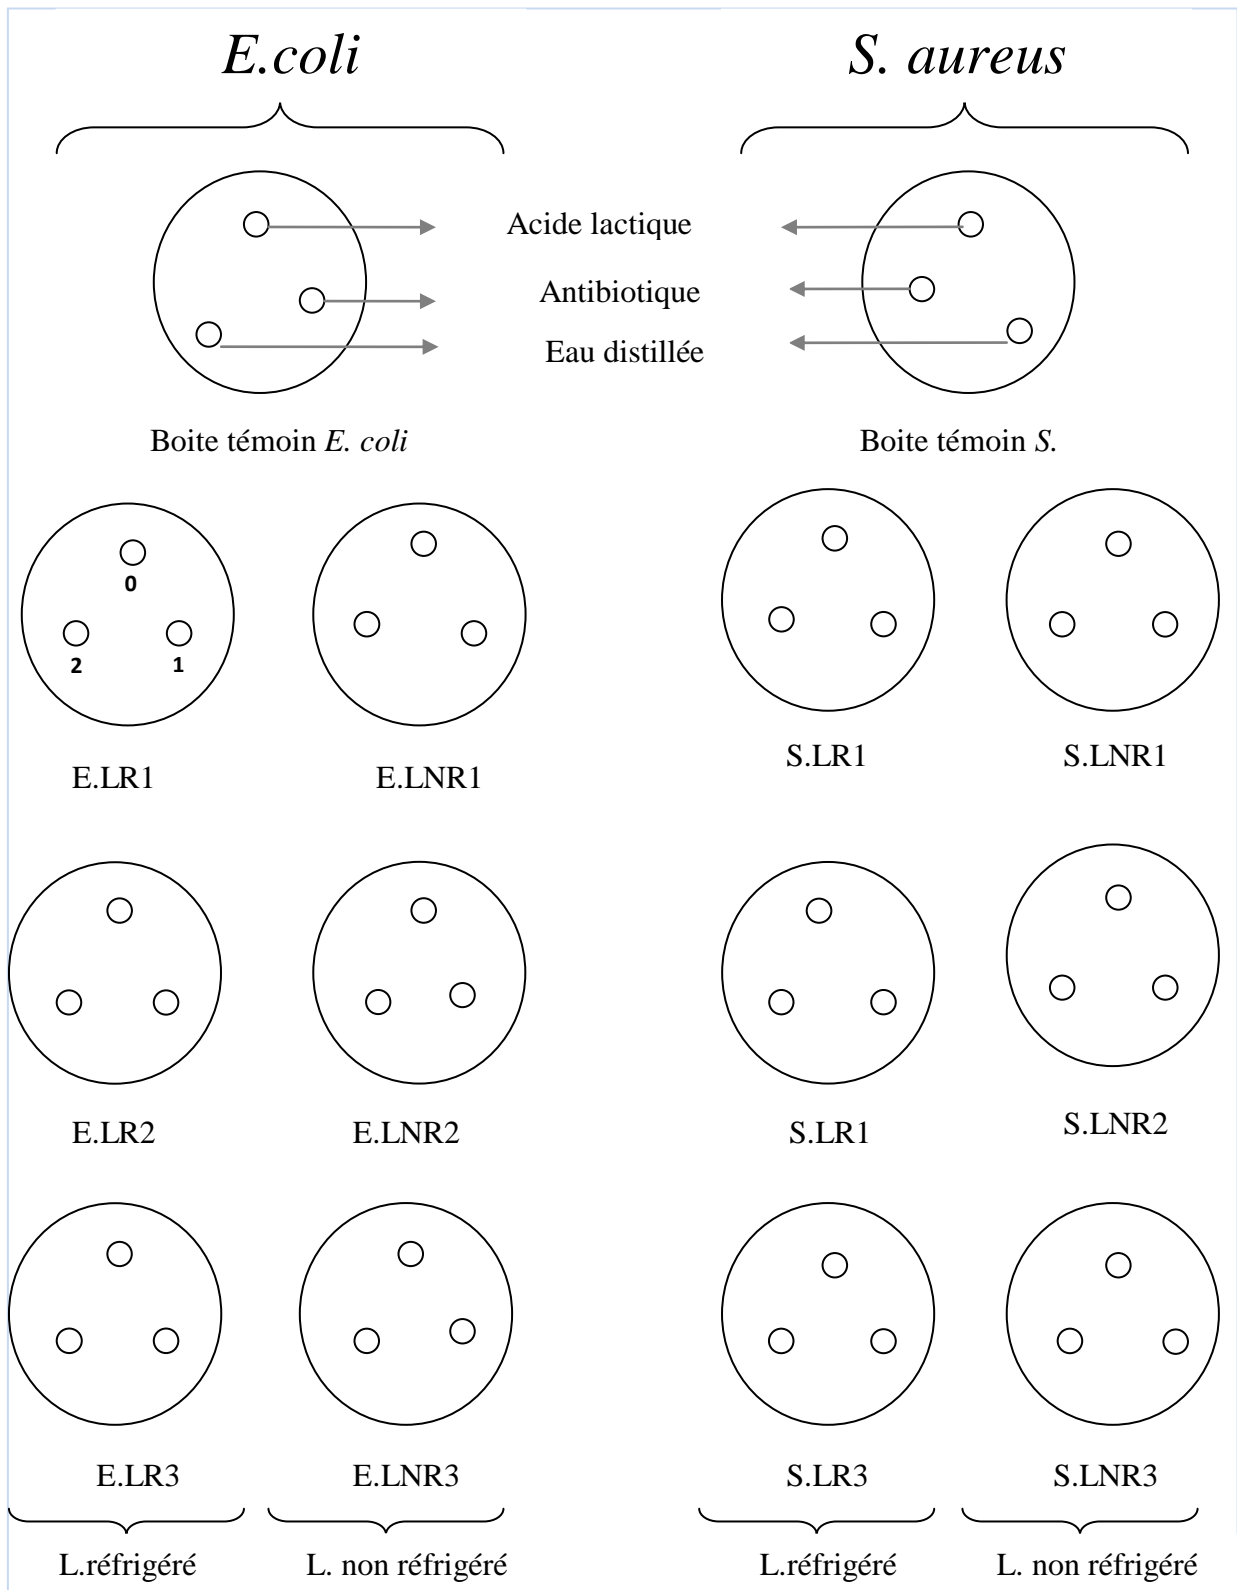 E.coli
S. aureus
Acide lactique
Antibiotique
Eau distillée
Boite témoin E. coli
Boite témoin S.
0
2
1
E.LR1
E.LNR1
S.LR1
S.LNR1
E.LR2
E.LNR2
S.LR1
S.LNR2
E.LR3
E.LNR3
S.LR3
S.LNR3
L.réfrigéré
L. non réfrigéré
L.réfrigéré
L. non réfrigéré